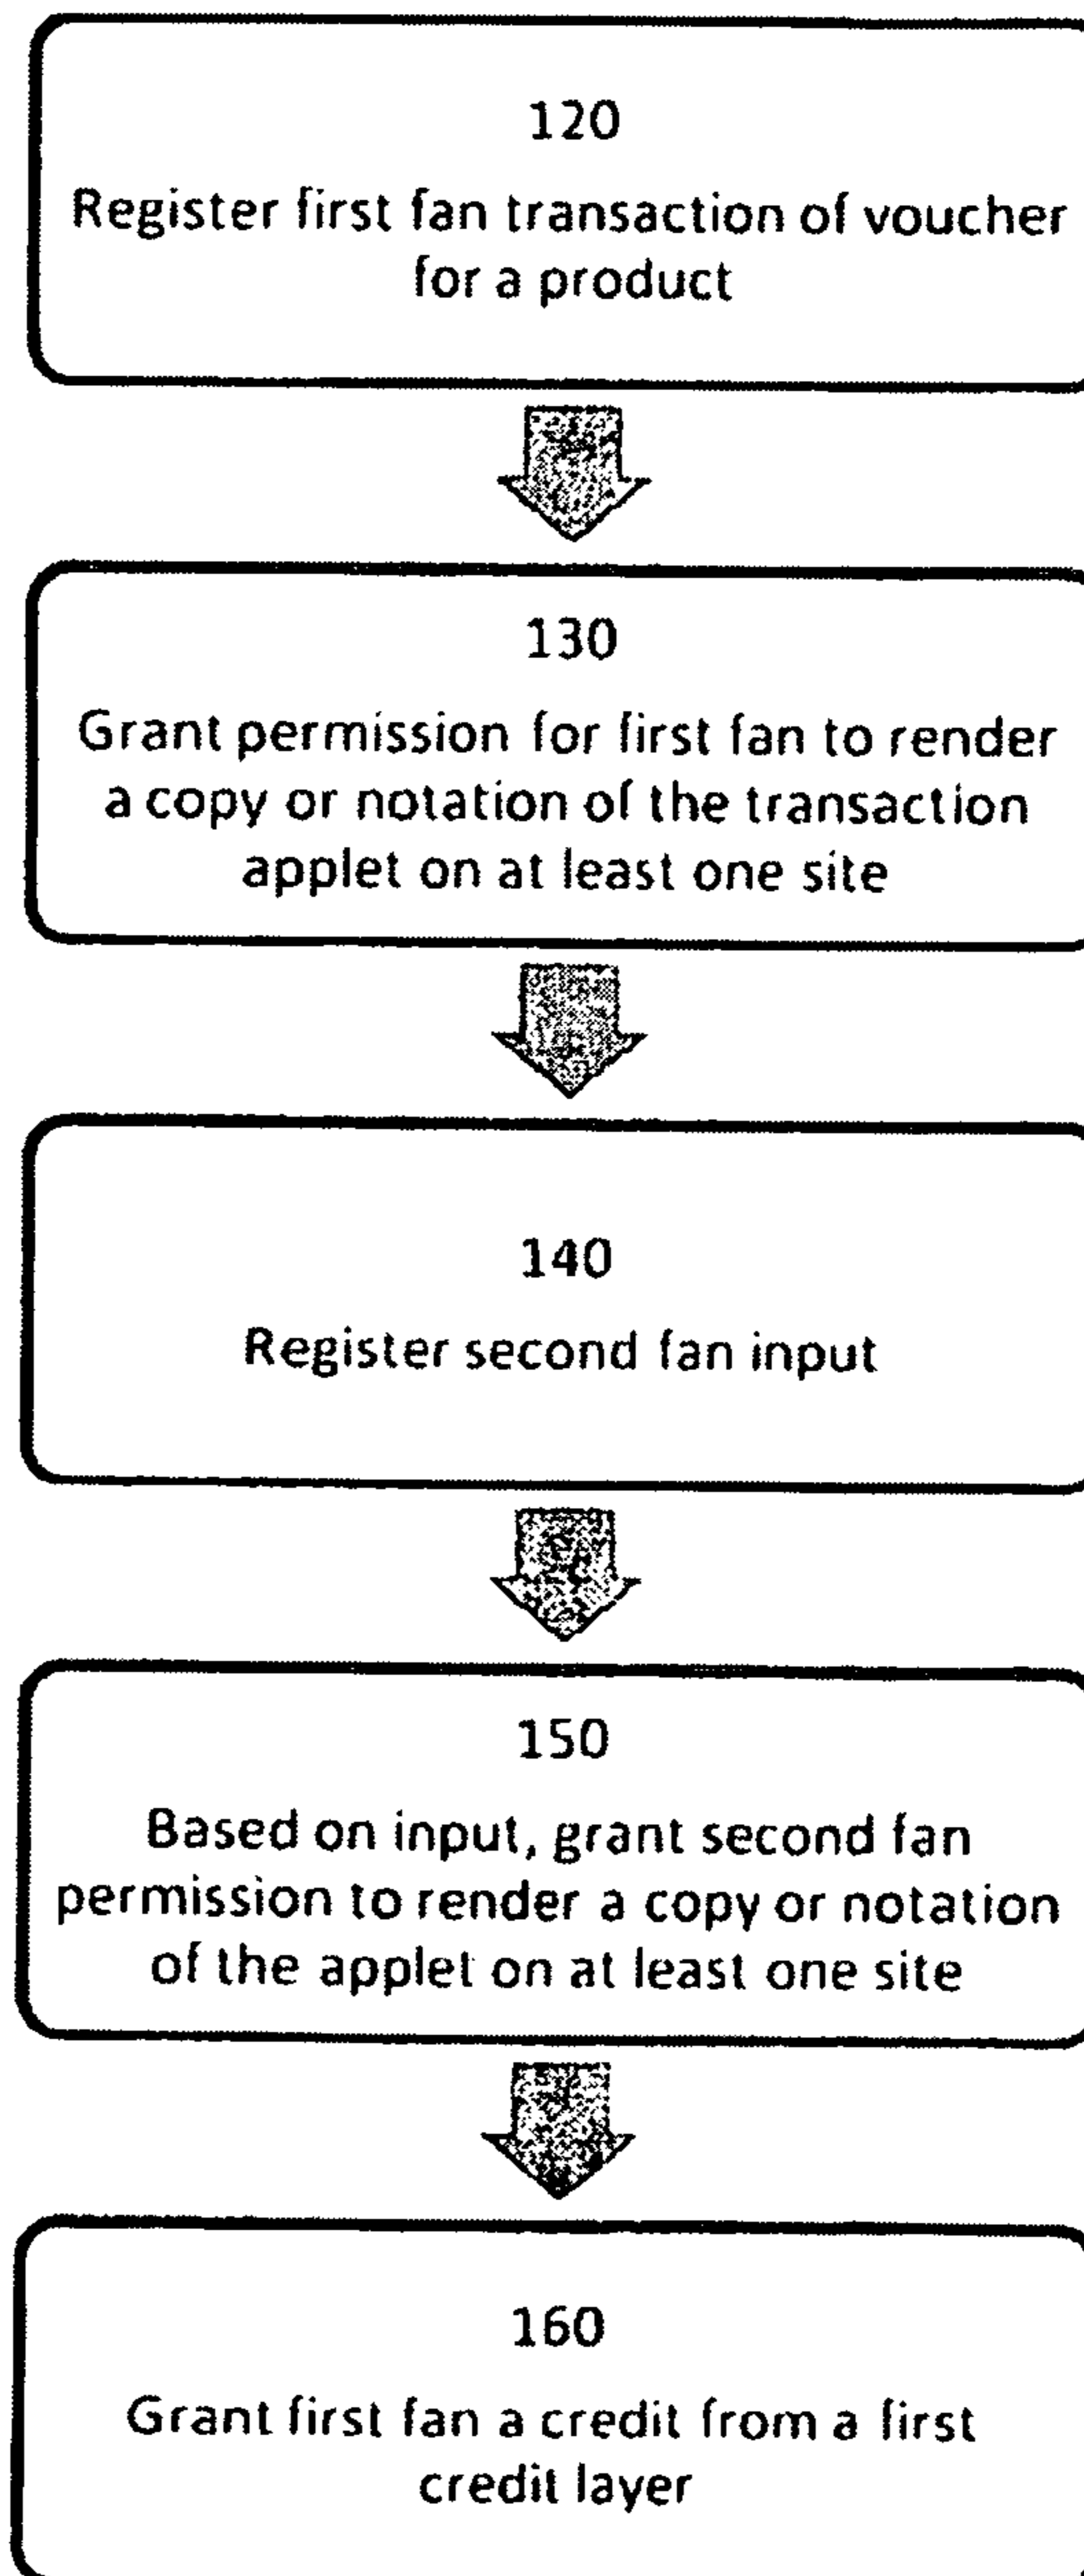 120
Register first fan transaction of voucher
for a product
130
Grant permission for first fan to render
a copy or notation of the transaction
applet on at least one site
140
Register second fan input
150
Based on input, grant second fan
permission to render a copy or notation
of the applet on at least one site
160
Grant first fan a credit from a first
credit layer